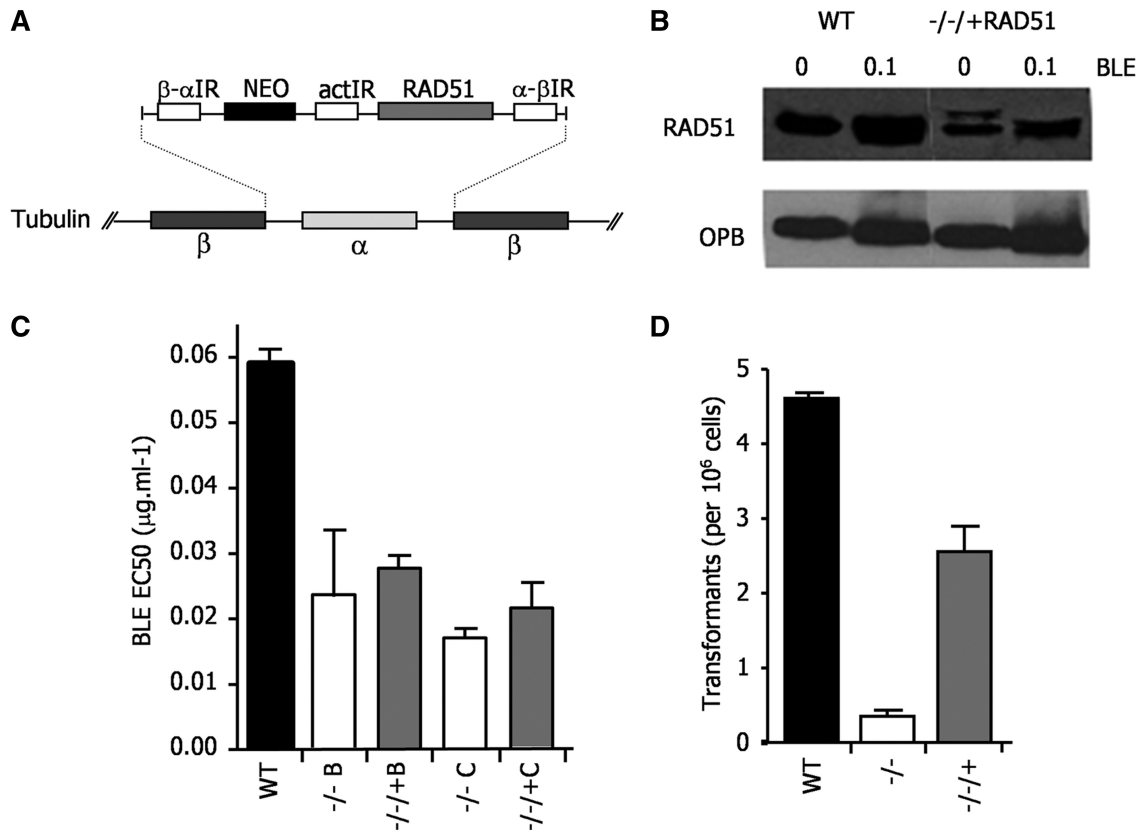 A
β-αIR NEO actIR RAD51 α-βIR
Tubulin
β α β
B
WT -/-/+RAD51
0 0.1 0 0.1 BLE
RAD51
OPB
C
BLE EC50 (μg.ml-1)
0.06
0.05
0.04
0.03
0.02
0.01
0.00
WT -/- B -/-/+B -/- C -/-/+C
D
Transformants (per 10⁶ cells)
5
4
3
2
1
0
WT -/- -/-/+